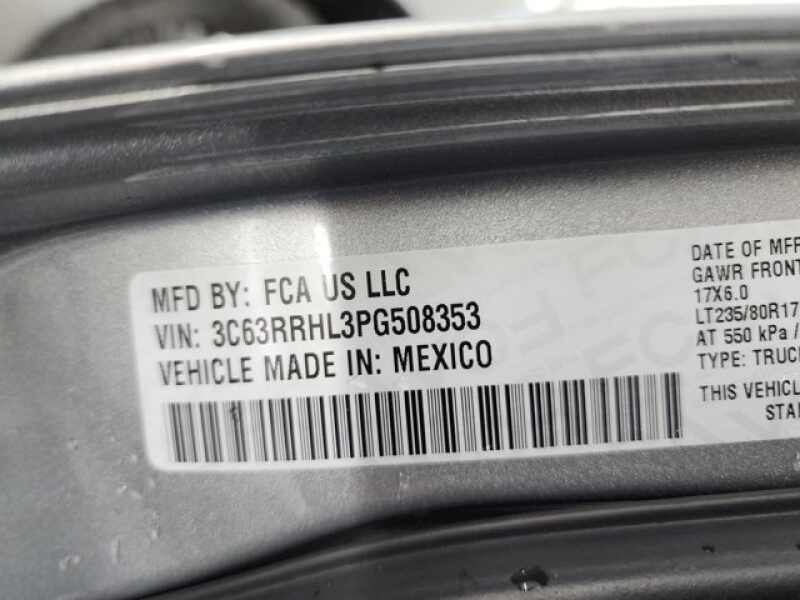 MFD BY: FCA US LLC
VIN: 3C63RRHL3PG508353
VEHICLE MADE IN: MEXICO
DATE OF MFR
GAWR FRONT
17X6.0
LT235/80R17
AT 550 kPa /
TYPE: TRUC
THIS VEHICL
STAI